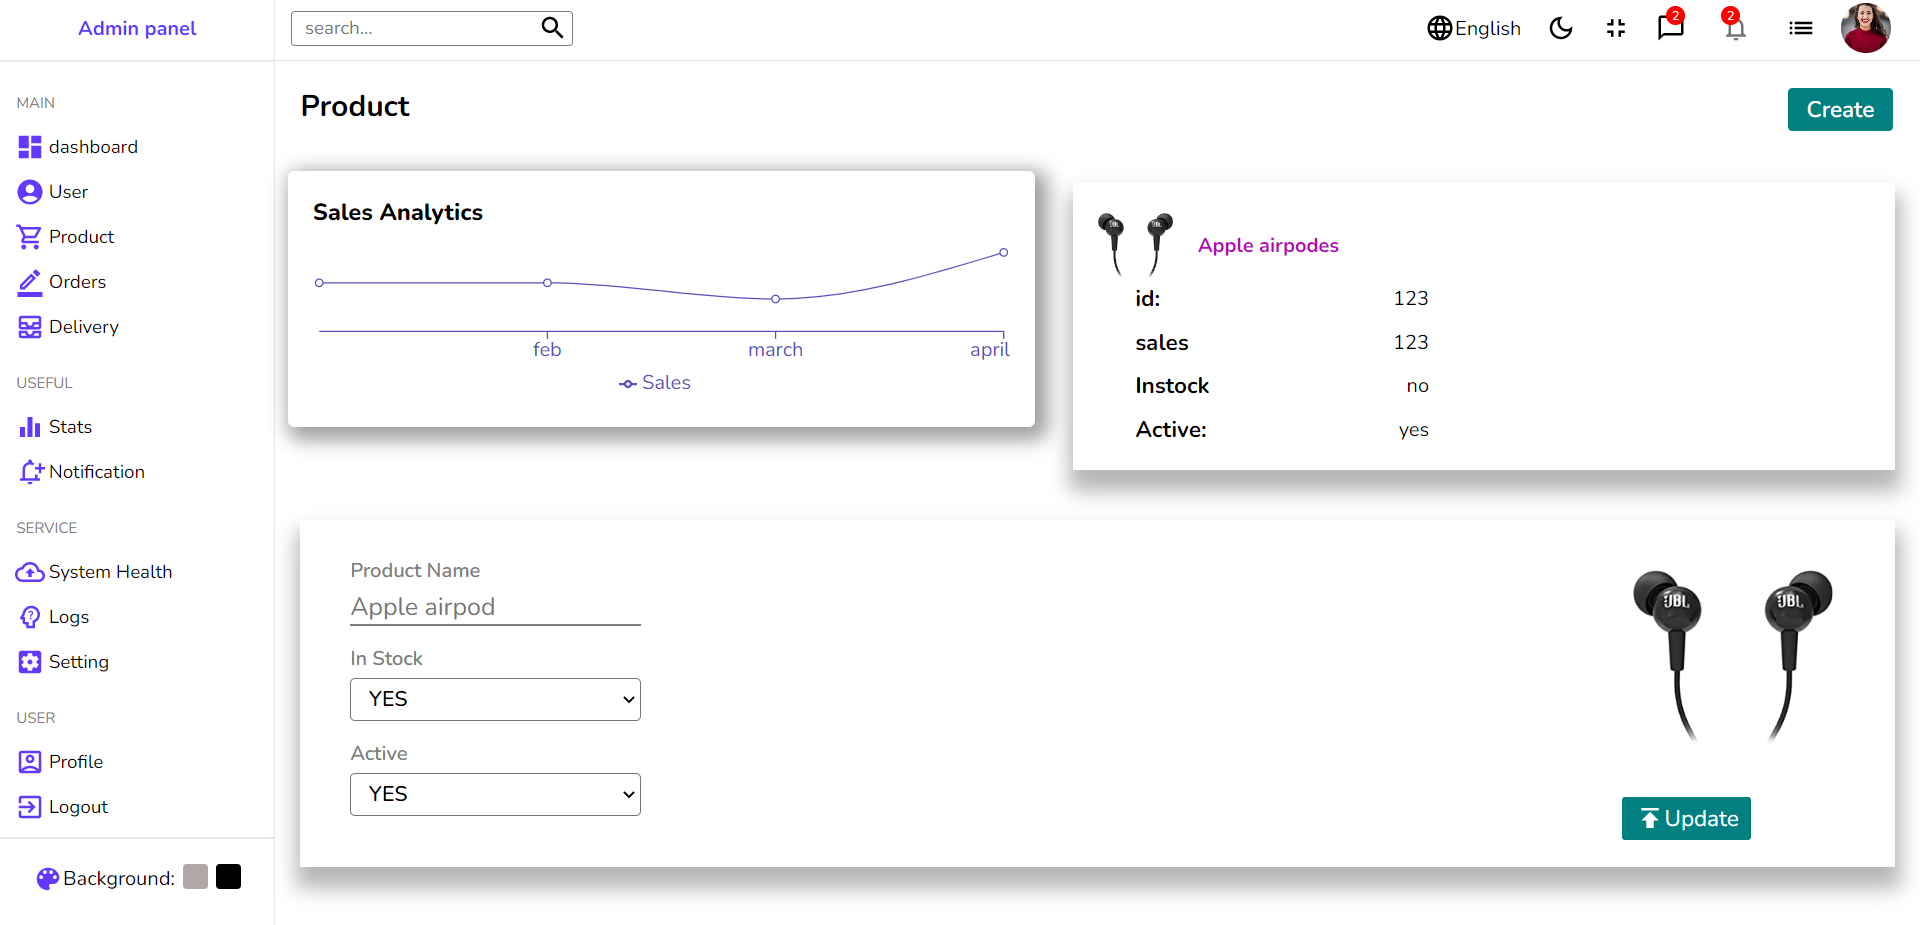 Admin panel
search...
English
2
2
MAIN
dashboard
User
Product
Orders
Delivery
USEFUL
Stats
Notification
SERVICE
System Health
Logs
Setting
USER
Profile
Logout
Background:
Product
Create
Sales Analytics
feb march april
Sales
JBL JBL
Apple airpodes
id: 123
sales 123
Instock no
Active: yes
Product Name
Apple airpod
In Stock
YES
Active
YES
JBL JBL
Update